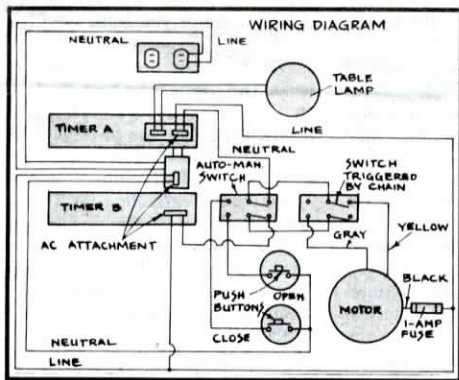 WIRING DIAGRAM
NEUTRAL
LINE
TABLE
LAMP
TIMER A
LINE
NEUTRAL
AUTO-MAN.
SWITCH
SWITCH
TRIGGERED
BY CHAIN
TIMER B
AC ATTACHMENT
GRAY
YELLOW
PUSH
BUTTONS
OPEN
BLACK
MOTOR
CLOSE
1-AMP
FUSE
NEUTRAL
LINE